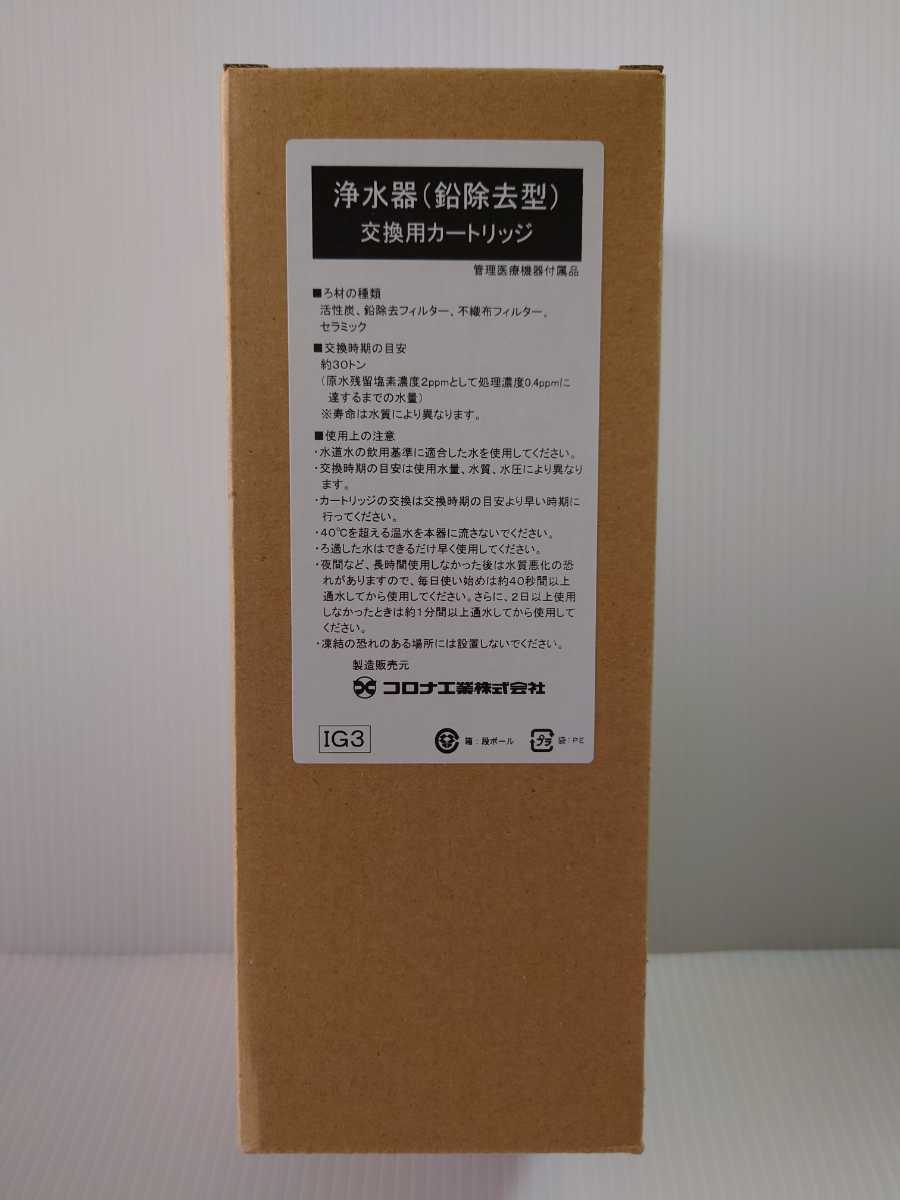 浄水器(鉛除去型)
交換用カートリッジ
管理医療機器付属品
■ろ材の種類
活性炭、鉛除去フィルター、不織布フィルター。
セラミック
■交換時期の目安
約30トン
(原水残留塩素濃度2ppmとして処理濃度0.4ppmに
達するまでの水量)
※寿命は水質により異なります。
■使用上の注意
・水道水の飲用基準に適合した水を使用してください。
・交換時期の目安は使用水量、水質、水圧により異なり
ます。
・カートリッジの交換は交換時期の目安より早い時期に
行ってください。
・40℃を超える温水を本器に流さないでください。
・ろ過した水はできるだけ早く使用してください。
・夜間など、長時間使用しなかった後は水質悪化の恐
れがありますので、毎日使い始めは約40秒間以上
通水してから使用してください。さらに、2日以上使用
しなかったときは約1分間以上通水してから使用して
ください。
・凍結の恐れのある場所には設置しないでください。
製造販売元
コロナ工業株式会社
IG3 箱：段ボール プラ 袋：PE